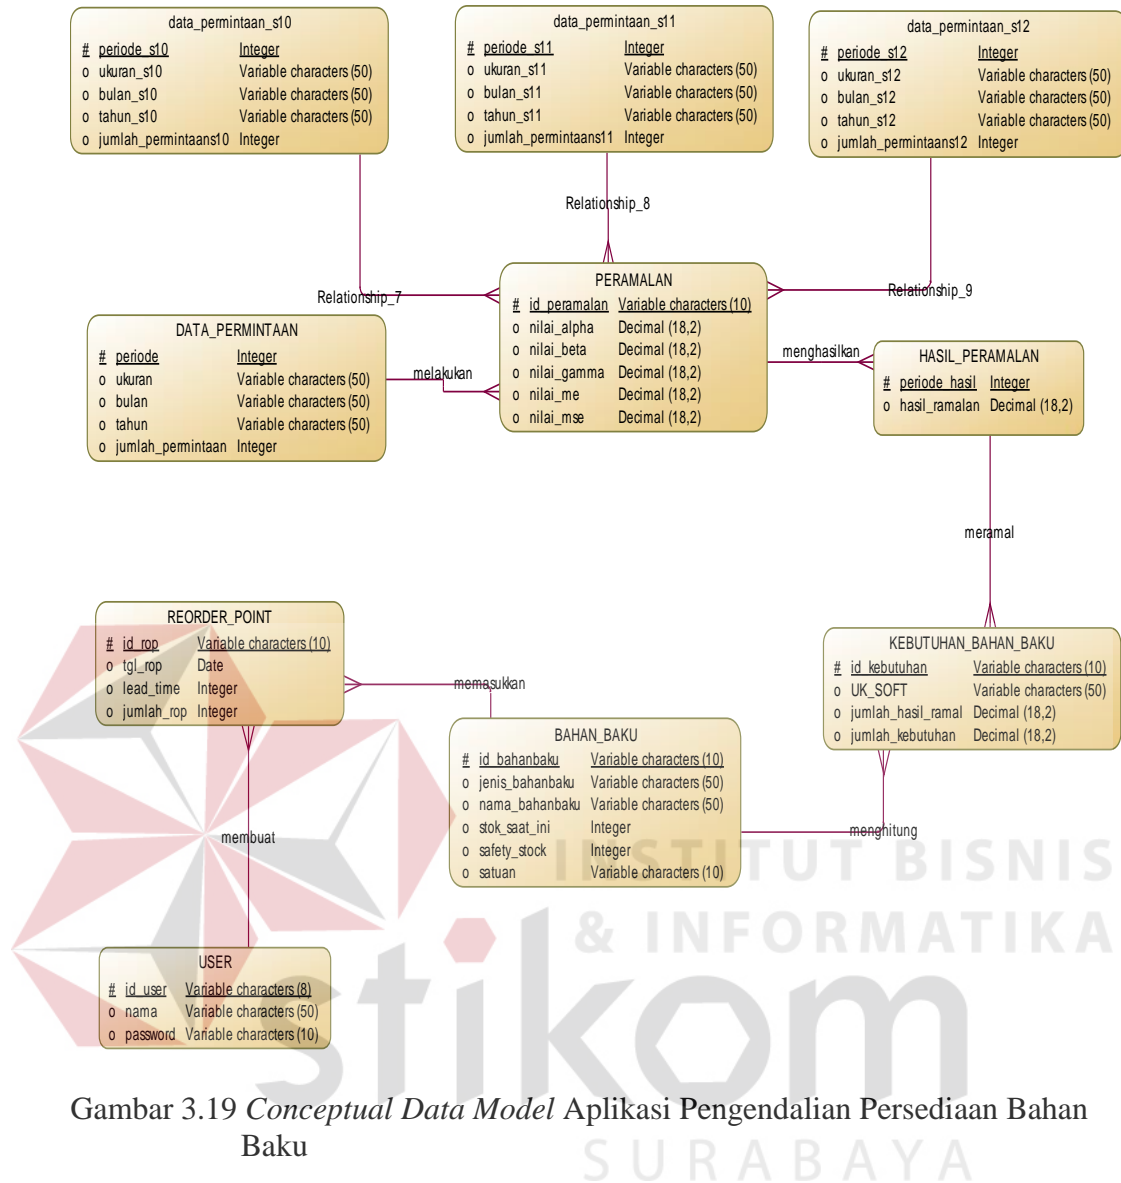 data_permintaan_s10
# periode_s10 Integer
o ukuran_s10 Variable characters (50)
o bulan_s10 Variable characters (50)
o tahun_s10 Variable characters (50)
o jumlah_permintaans10 Integer
data_permintaan_s11
# periode_s11 Integer
o ukuran_s11 Variable characters (50)
o bulan_s11 Variable characters (50)
o tahun_s11 Variable characters (50)
o jumlah_permintaans11 Integer
data_permintaan_s12
# periode_s12 Integer
o ukuran_s12 Variable characters (50)
o bulan_s12 Variable characters (50)
o tahun_s12 Variable characters (50)
o jumlah_permintaans12 Integer
Relationship_8
Relationship_7
Relationship_9
PERAMALAN
# id_peramalan Variable characters (10)
o nilai_alpha Decimal (18,2)
o nilai_beta Decimal (18,2)
o nilai_gamma Decimal (18,2)
o nilai_me Decimal (18,2)
o nilai_mse Decimal (18,2)
DATA_PERMINTAAN
# periode Integer
o ukuran Variable characters (50)
o bulan Variable characters (50)
o tahun Variable characters (50)
o jumlah_permintaan Integer
melakukan
menghasilkan
HASIL_PERAMALAN
# periode_hasil Integer
o hasil_ramalan Decimal (18,2)
meramal
REORDER_POINT
# id_rop Variable characters (10)
o tgl_rop Date
o lead_time Integer
o jumlah_rop Integer
memasukkan
KEBUTUHAN_BAHAN_BAKU
# id_kebutuhan Variable characters (10)
o UK_SOFT Variable characters (50)
o jumlah_hasil_ramal Decimal (18,2)
o jumlah_kebutuhan Decimal (18,2)
BAHAN_BAKU
# id_bahanbaku Variable characters (10)
o jenis_bahanbaku Variable characters (50)
o nama_bahanbaku Variable characters (50)
o stok_saat_ini Integer
o safety_stock Integer
o satuan Variable characters (10)
menghitung
membuat
INSTITUT BISNIS
& INFORMATIKA
USER
# id_user Variable characters (8)
o nama Variable characters (50)
o password Variable characters (10)
stikom
Gambar 3.19 Conceptual Data Model Aplikasi Pengendalian Persediaan Bahan
Baku
SURABAYA